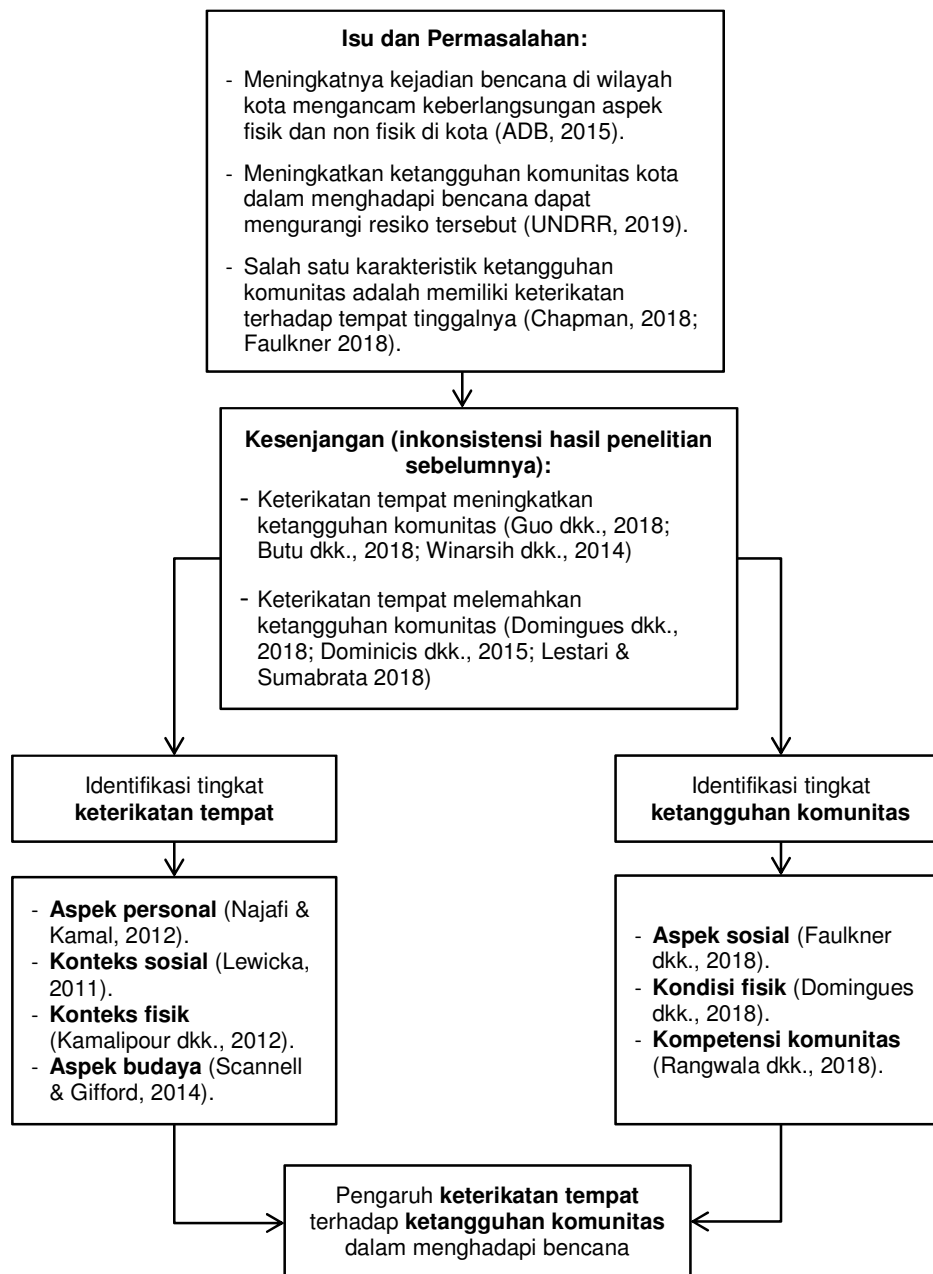 Isu dan Permasalahan:
- Meningkatnya kejadian bencana di wilayah
kota mengancam keberlangsungan aspek
fisik dan non fisik di kota (ADB, 2015).
- Meningkatkan ketangguhan komunitas kota
dalam menghadapi bencana dapat
mengurangi resiko tersebut (UNDRR, 2019).
- Salah satu karakteristik ketangguhan
komunitas adalah memiliki keterikatan
terhadap tempat tinggalnya (Chapman, 2018;
Faulkner 2018).
Kesenjangan (inkonsistensi hasil penelitian
sebelumnya):
- Keterikatan tempat meningkatkan
ketangguhan komunitas (Guo dkk., 2018;
Butu dkk., 2018; Winarsih dkk., 2014)
- Keterikatan tempat melemahkan
ketangguhan komunitas (Domingues dkk.,
2018; Dominicis dkk., 2015; Lestari &
Sumabrata 2018)
Identifikasi tingkat
keterikatan tempat
Identifikasi tingkat
ketangguhan komunitas
- Aspek personal (Najafi &
Kamal, 2012).
- Konteks sosial (Lewicka,
2011).
- Konteks fisik
(Kamalipour dkk., 2012).
- Aspek budaya (Scannell
& Gifford, 2014).
- Aspek sosial (Faulkner
dkk., 2018).
- Kondisi fisik (Domingues
dkk., 2018).
- Kompetensi komunitas
(Rangwala dkk., 2018).
Pengaruh keterikatan tempat
terhadap ketangguhan komunitas
dalam menghadapi bencana